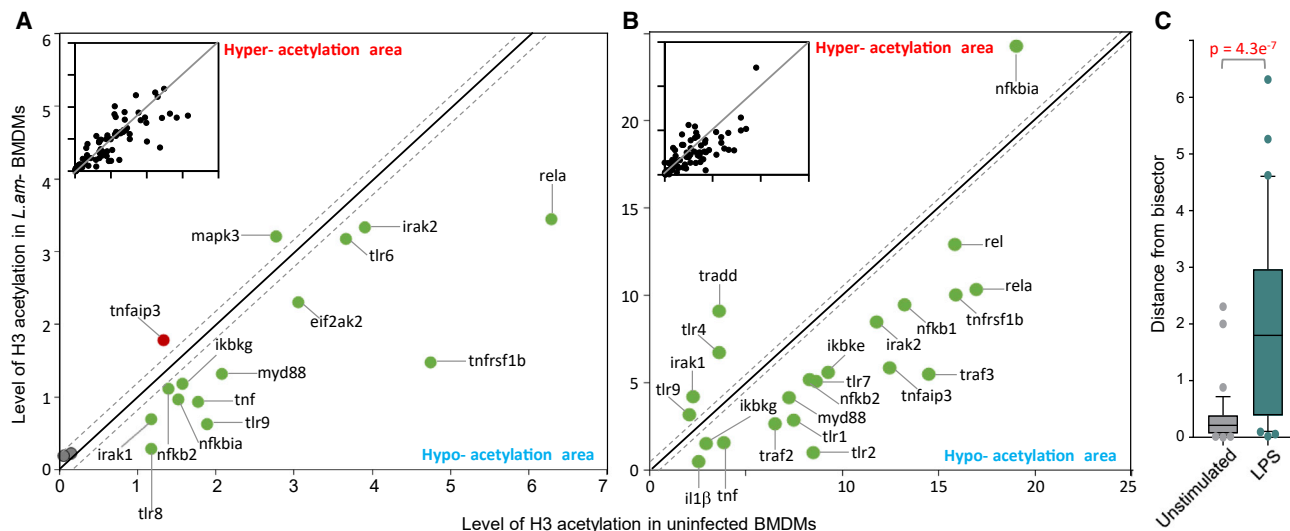 A
B
C
Hyper- acetylation area
Hyper- acetylation area
p = 4.3e-7
Level of H3 acetylation in L.am- BMDMs
6
5
4
3
2
1
0
mapk3
irak2
rela
tlr6
eif2ak2
tnfaip3
ikbkg
myd88
tnfrsf1b
tnf
tlr9
nfkbia
irak1
nfkb2
tlr8
Hypo- acetylation area
0 1 2 3 4 5 6 7
20
15
10
5
0
nfkbia
rel
tradd
rela
tnfrsf1b
tlr4
nfkb1
irak2
irak1
ikbke
traf3
tlr9
tlr7
tnfaip3
nfkb2
ikbkg
myd88
tlr1
traf2
tlr2
il1β tnf
Hypo- acetylation area
0 5 10 15 20 25
Level of H3 acetylation in uninfected BMDMs
Distance from bisector
6
5
4
3
2
1
0
Unstimulated
LPS